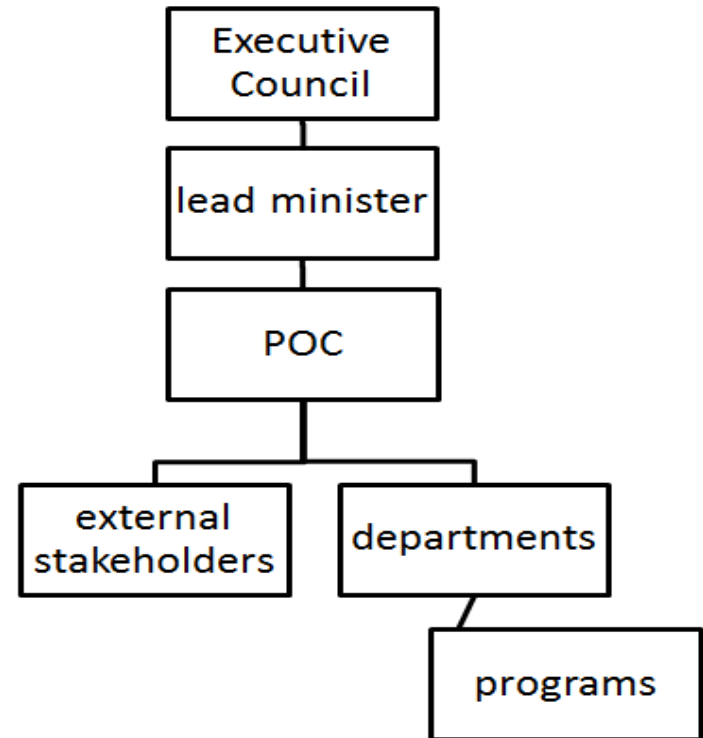 Executive
Council
lead minister
POC
external
stakeholders
departments
programs